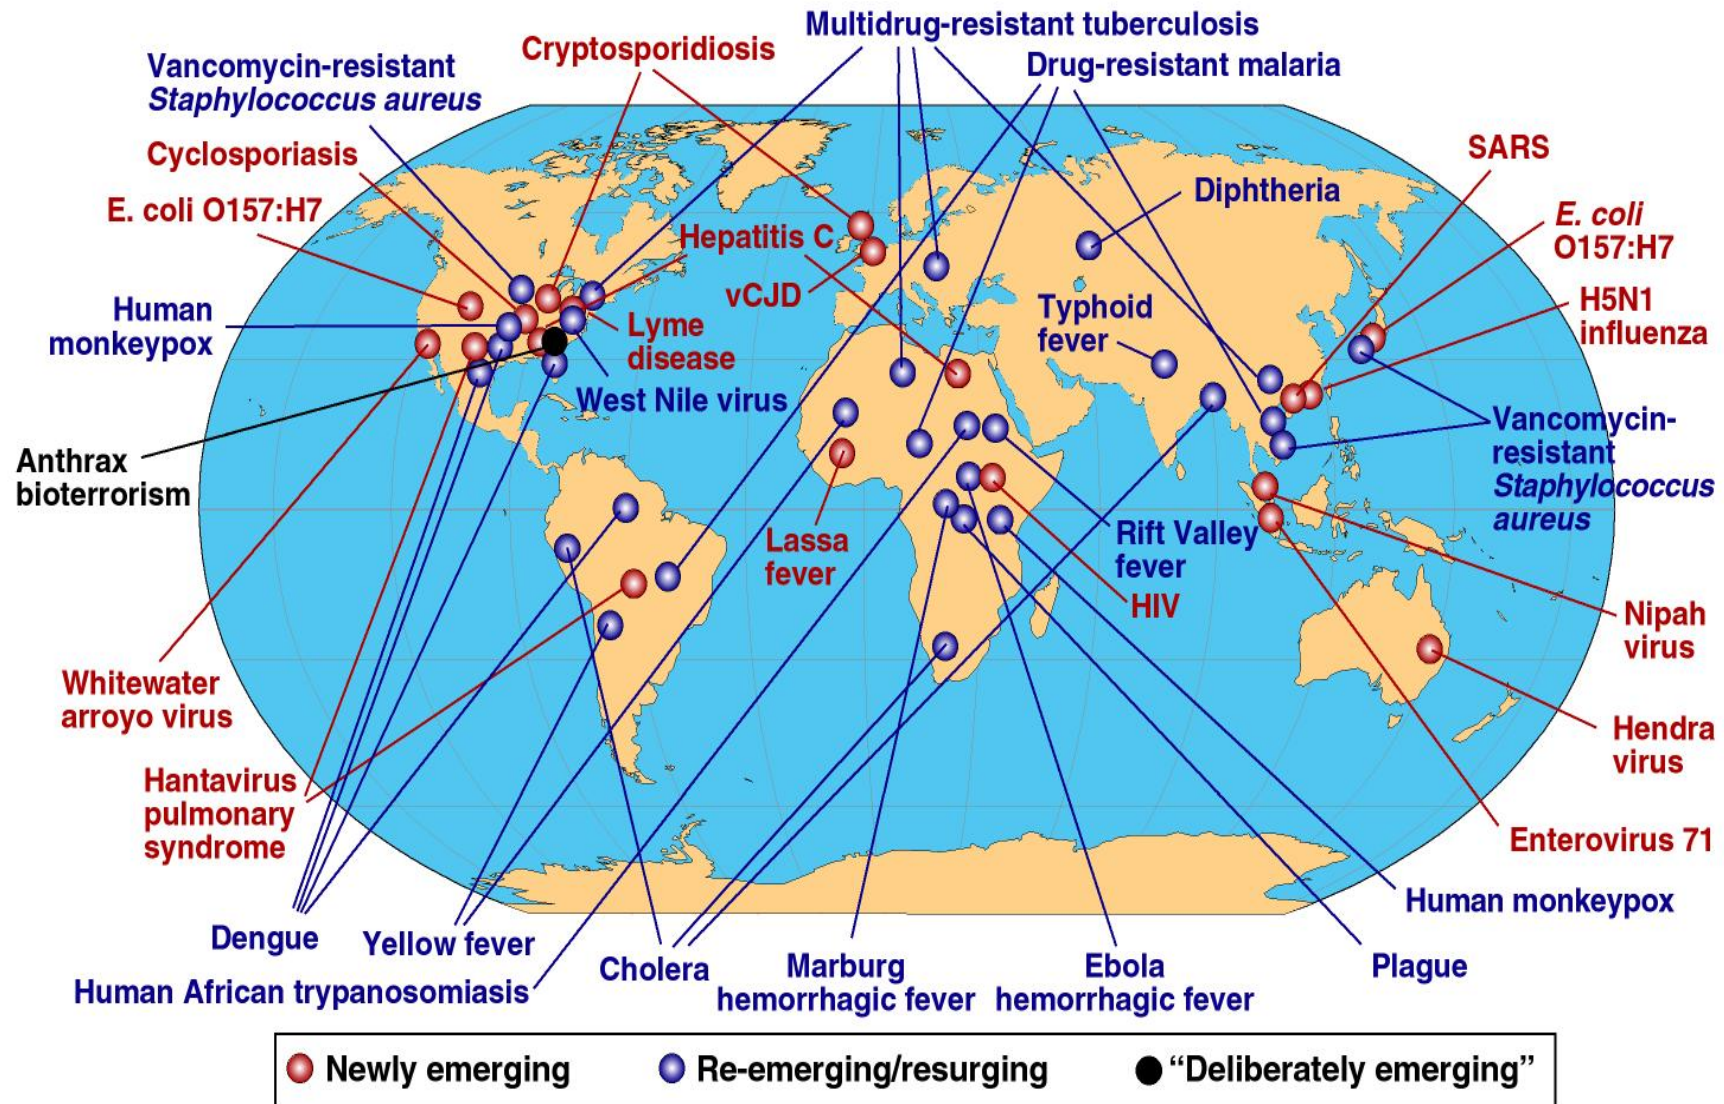 Multidrug-resistant tuberculosis
Cryptosporidiosis
Drug-resistant malaria
Vancomycin-resistant
Staphylococcus aureus
Cyclosporiasis
SARS
Diphtheria
E. coli O157:H7
E. coli
O157:H7
Hepatitis C
vCJD
H5N1
influenza
Typhoid
fever
Human
monkeypox
Lyme
disease
West Nile virus
Vancomycin-
resistant
Staphylococcus
aureus
Anthrax
bioterrorism
Lassa
fever
Rift Valley
fever
HIV
Nipah
virus
Whitewater
arroyo virus
Hendra
virus
Hantavirus
pulmonary
syndrome
Enterovirus 71
Human monkeypox
Dengue
Yellow fever
Cholera
Marburg
hemorrhagic fever
Ebola
hemorrhagic fever
Plague
Human African trypanosomiasis
Newly emerging
Re-emerging/resurging
“Deliberately emerging”